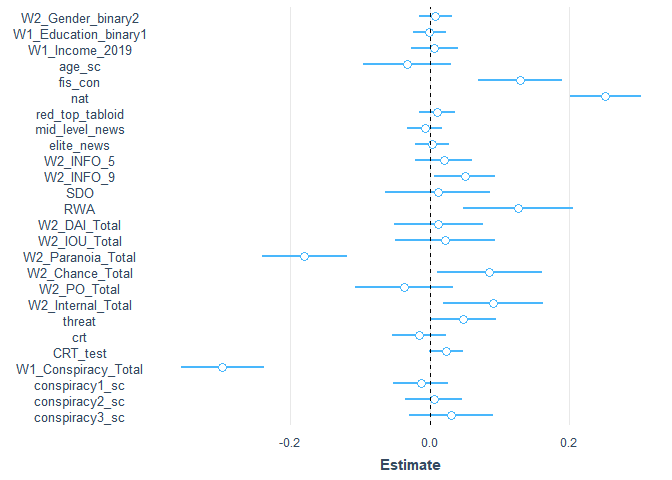 W2_Gender_binary2
W1_Education_binary1
W1_Income_2019
age_sc
fis_con
nat
red_top_tabloid
mid_level_news
elite_news
W2_INFO_5
W2_INFO_9
SDO
RWA
W2_DAI_Total
W2_IOU_Total
W2_Paranoia_Total
W2_Chance_Total
W2_PO_Total
W2_Internal_Total
threat
crt
CRT_test
W1_Conspiracy_Total
conspiracy1_sc
conspiracy2_sc
conspiracy3_sc
-0.2 0.0 0.2
Estimate